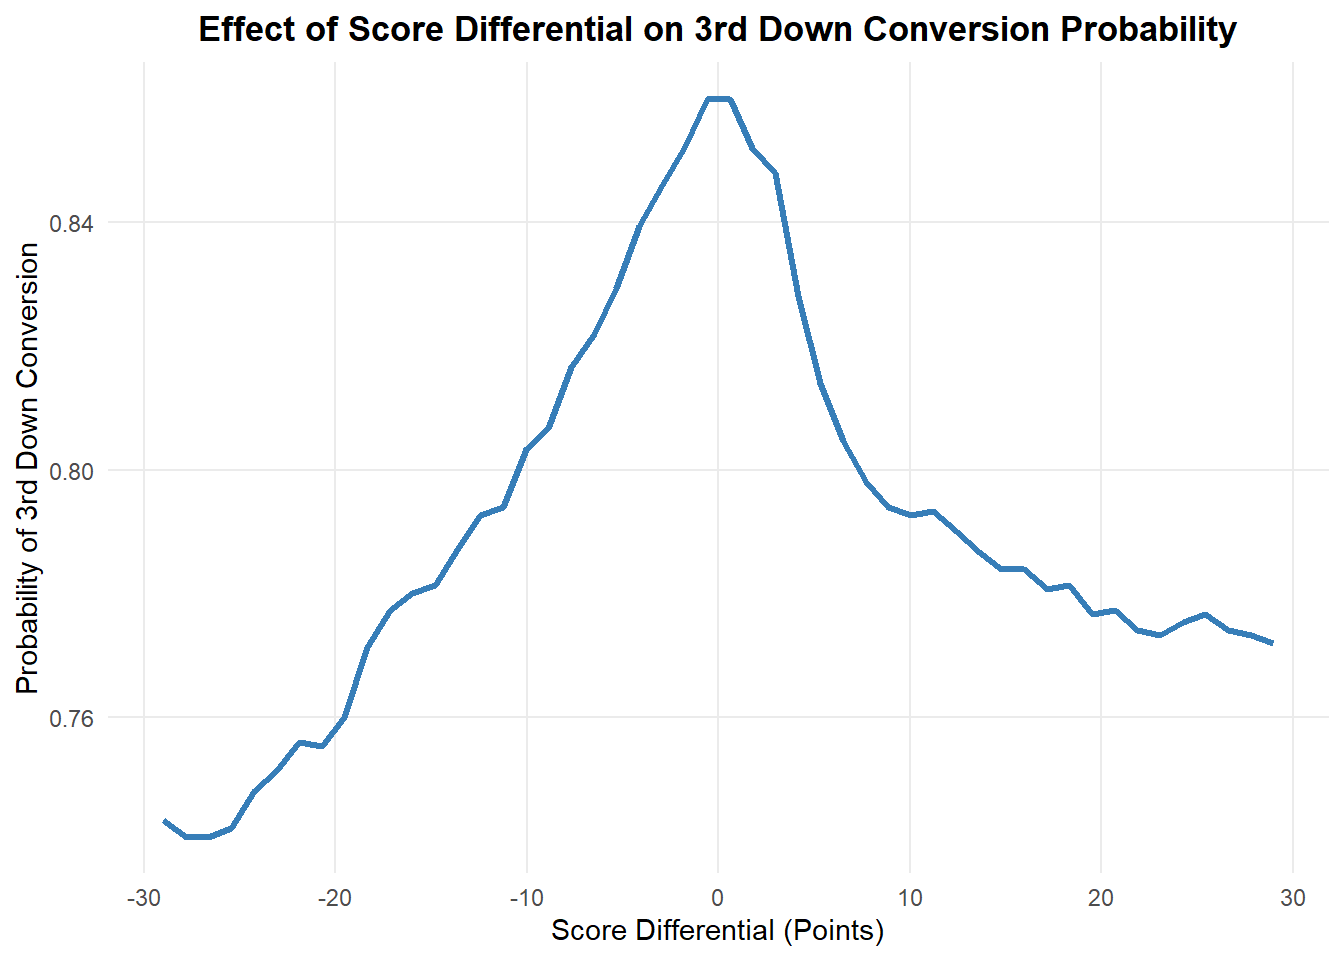 Effect of Score Differential on 3rd Down Conversion Probability
Probability of 3rd Down Conversion
0.84
0.80
0.76
-30 -20 -10 0 10 20 30
Score Differential (Points)